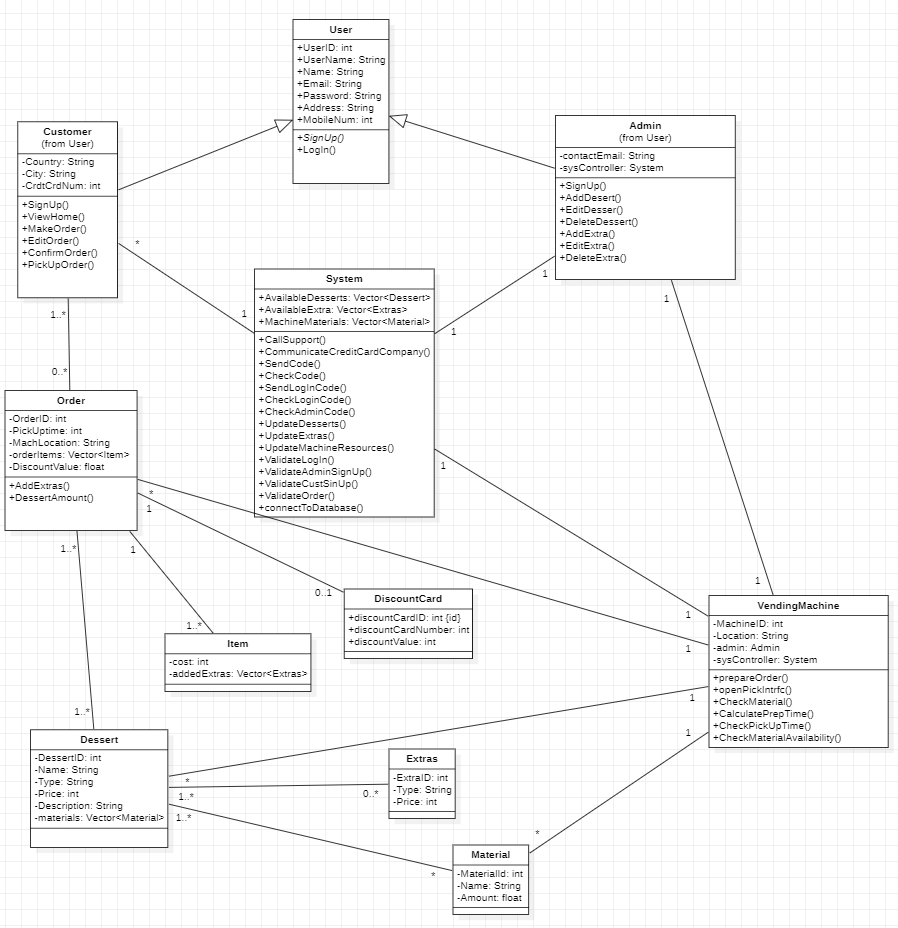 User
+UserID: int
+UserName: String
+Name: String
+Email: String
+Password: String
+Address: String
+MobileNum: int
+SignUp()
+LogIn()
Customer
(from User)
-Country: String
-City: String
-CrdtCrdNum: int
+SignUp()
+ViewHome()
+MakeOrder()
+EditOrder()
+ConfirmOrder()
+PickUpOrder()
Admin
(from User)
-contactEmail: String
-sysController: System
+SignUp()
+AddDesert()
+EditDesser()
+DeleteDessert()
+AddExtra()
+EditExtra()
+DeleteExtra()
*
1
1
1
1
System
+AvailableDesserts: Vector<Dessert>
+AvailableExtra: Vector<Extras>
+MachineMaterials: Vector<Material>
+CallSupport()
+CommunicateCreditCardCompany()
+SendCode()
+CheckCode()
+SendLogInCode()
+CheckLoginCode()
+CheckAdminCode()
+UpdateDesserts()
+UpdateExtras()
+UpdateMachineResources()
+ValidateLogIn()
+ValidateAdminSignUp()
+ValidateCustSinUp()
+ValidateOrder()
+connectToDatabase()
1..*
0..*
Order
-OrderID: int
-PickUptime: int
-MachLocation: String
-orderItems: Vector<Item>
-DiscountValue: float
+AddExtras()
+DessertAmount()
1
*
1
1..*
1
0..1
1..*
1
1
1
DiscountCard
+discountCardID: int {id}
+discountCardNumber: int
+discountValue: int
VendingMachine
-MachineID: int
-Location: String
-admin: Admin
-sysController: System
+prepareOrder()
+openPickIntrfc()
+CheckMaterial()
+CalculatePrepTime()
+CheckPickUpTime()
+CheckMaterialAvailability()
Item
-cost: int
-addedExtras: Vector<Extras>
1..*
1
1
Dessert
-DessertID: int
-Name: String
-Type: String
-Price: int
-Description: String
-materials: Vector<Material>
*
1..*
1..*
0..*
Extras
-ExtraID: int
-Type: String
-Price: int
*
*
Material
-MaterialId: int
-Name: String
-Amount: float